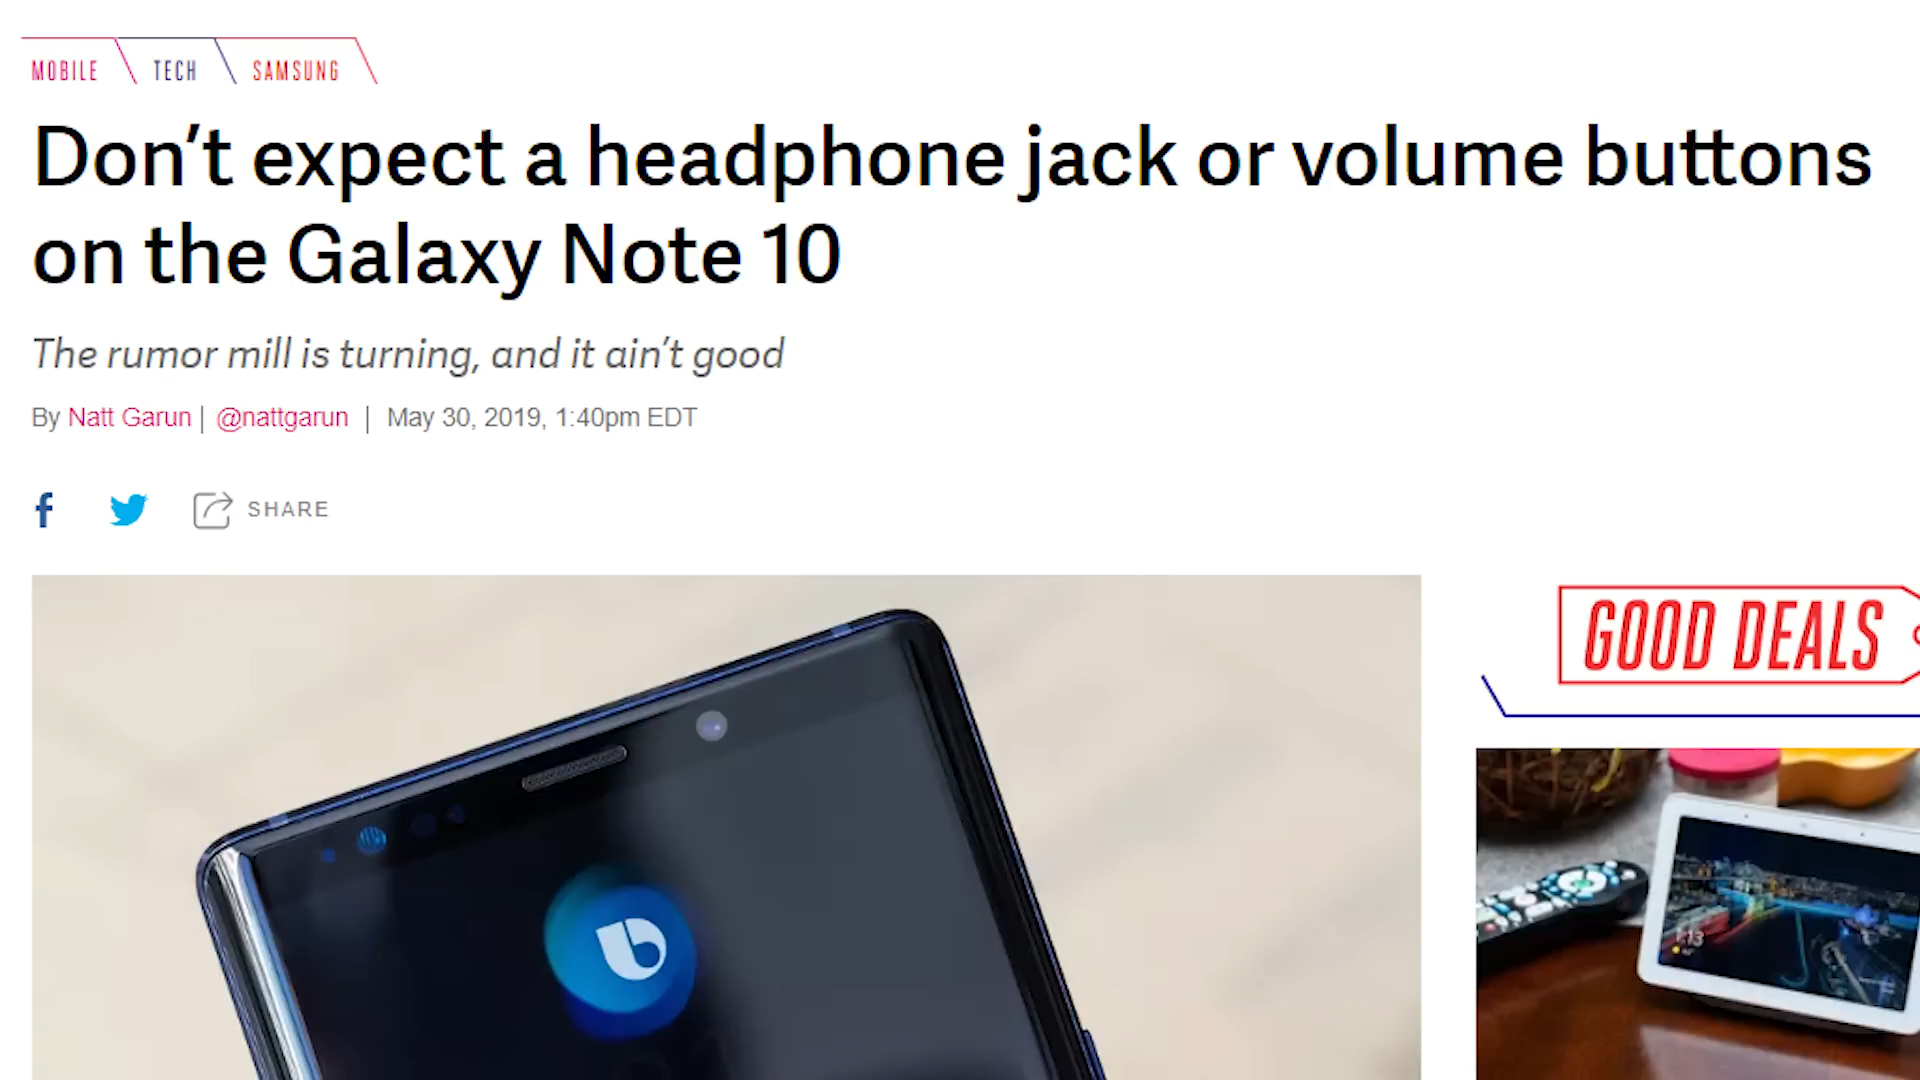 MOBILE TECH SAMSUNG
Don’t expect a headphone jack or volume buttons
on the Galaxy Note 10
The rumor mill is turning, and it ain’t good
By Natt Garun | @nattgarun | May 30, 2019, 1:40pm EDT
f SHARE
GOOD DEALS
b